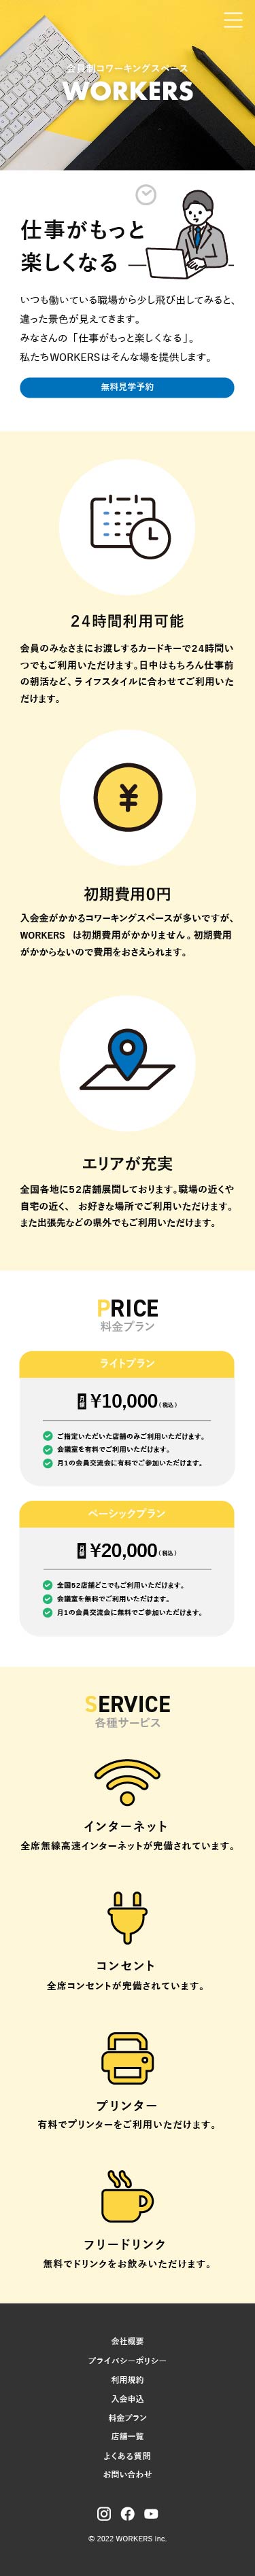 会員制コワーキングスペース
WORKERS
仕事がもっと
楽しくなる
いつも働いている職場から少し飛び出してみると、
違った景色が見えてきます。
みなさんの「仕事がもっと楽しくなる」。
私たちWORKERSはそんな場を提供します。
無料見学予約
24時間利用可能
会員のみなさまにお渡しするカードキーで24時間い
つでもご利用いただけます。日中はもちろん仕事前
の朝活など、ライフスタイルに合わせてご利用いた
だけます。
初期費用0円
入会金がかかるコワーキングスペースが多いですが、
WORKERS は初期費用がかかりません。初期費用
がかからないので費用をおさえられます。
エリアが充実
全国各地に52店舗展開しております。職場の近くや
自宅の近く、 お好きな場所でご利用いただけます。
また出張先などの県外でもご利用いただけます。
PRICE
料金プラン
ライトプラン
月額 ¥10,000(税込)
ご指定いただいた店舗のみご利用いただけます。
会議室を有料でご利用いただけます。
月1の会員交流会に有料でご参加いただけます。
ベーシックプラン
月額 ¥20,000(税込)
全国52店舗どこでもご利用いただけます。
会議室を無料でご利用いただけます。
月1の会員交流会に無料でご参加いただけます。
SERVICE
各種サービス
インターネット
全席無線高速インターネットが完備されています。
コンセント
全席コンセントが完備されています。
プリンター
有料でプリンターをご利用いただけます。
フリードリンク
無料でドリンクをお飲みいただけます。
会社概要
プライバシーポリシー
利用規約
入会申込
料金プラン
店舗一覧
よくある質問
お問い合わせ
© 2022 WORKERS inc.